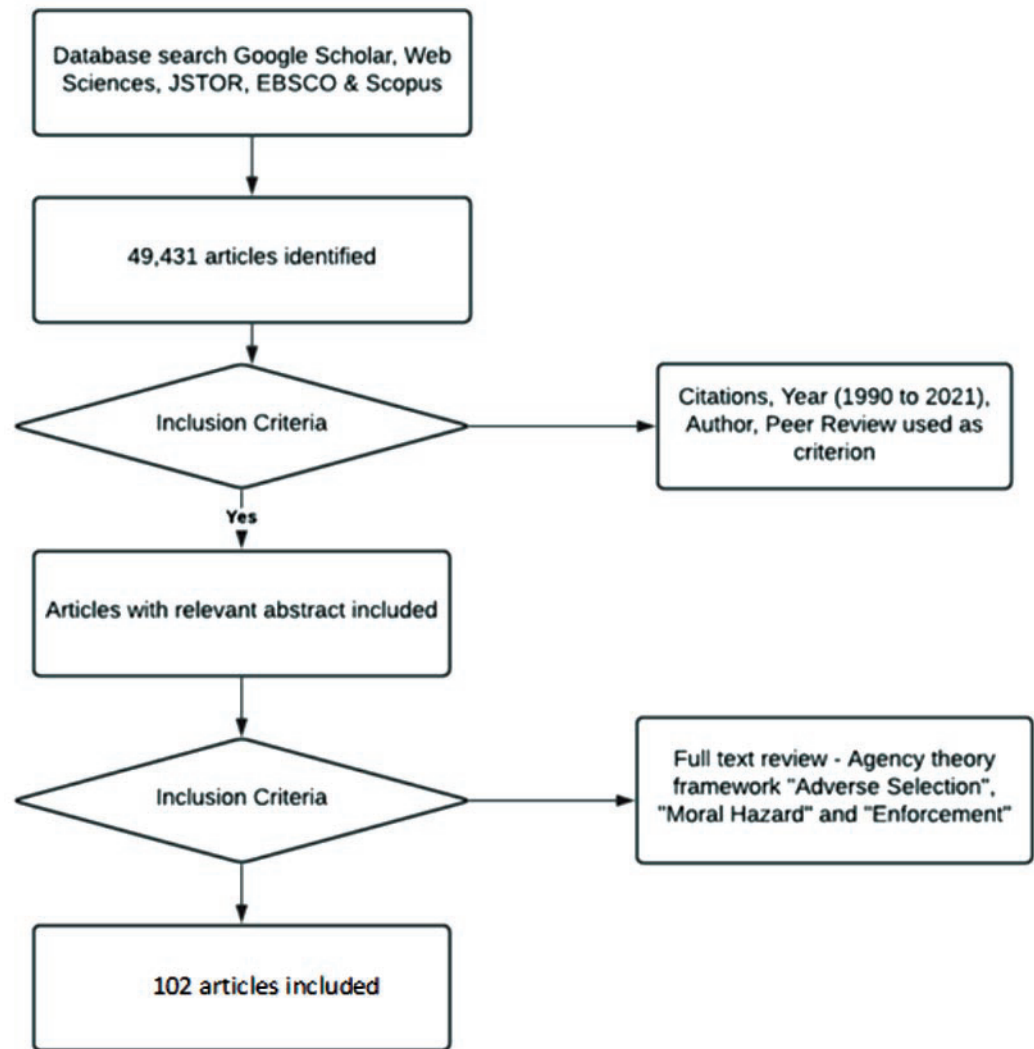 Database search Google Scholar, Web
Sciences, JSTOR, EBSCO & Scopus
49,431 articles identified
Inclusion Criteria
Citations, Year (1990 to 2021),
Author, Peer Review used as
criterion
Yes
Articles with relevant abstract included
Inclusion Criteria
Full text review - Agency theory
framework "Adverse Selection",
"Moral Hazard" and "Enforcement"
102 articles included